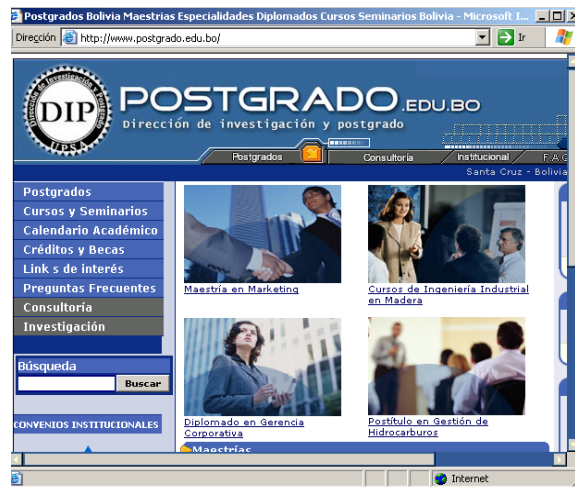 Postgrados Bolivia Maestrias Especialidades Diplomados Cursos Seminarios Bolivia - Microsoft I...
Dirección http://www.postgrado.edu.bo/ Ir
Dirección de Investigación y Postgrado
DIP
U.P.S.A.
POSTGRADO.EDU.BO
Dirección de investigación y postgrado
Postgrados Consultoría Institucional F.A.Q
Santa Cruz - Bolivia
Postgrados
Cursos y Seminarios
Calendario Académico
Créditos y Becas
Link s de interés
Preguntas Frecuentes
Consultoría
Investigación
Búsqueda
Buscar
CONVENIOS INSTITUCIONALES
Maestría en Marketing
Cursos de Ingeniería Industrial
en Madera
Diplomado en Gerencia
Corporativa
Postítulo en Gestión de
Hidrocarburos
Maestrías
Internet